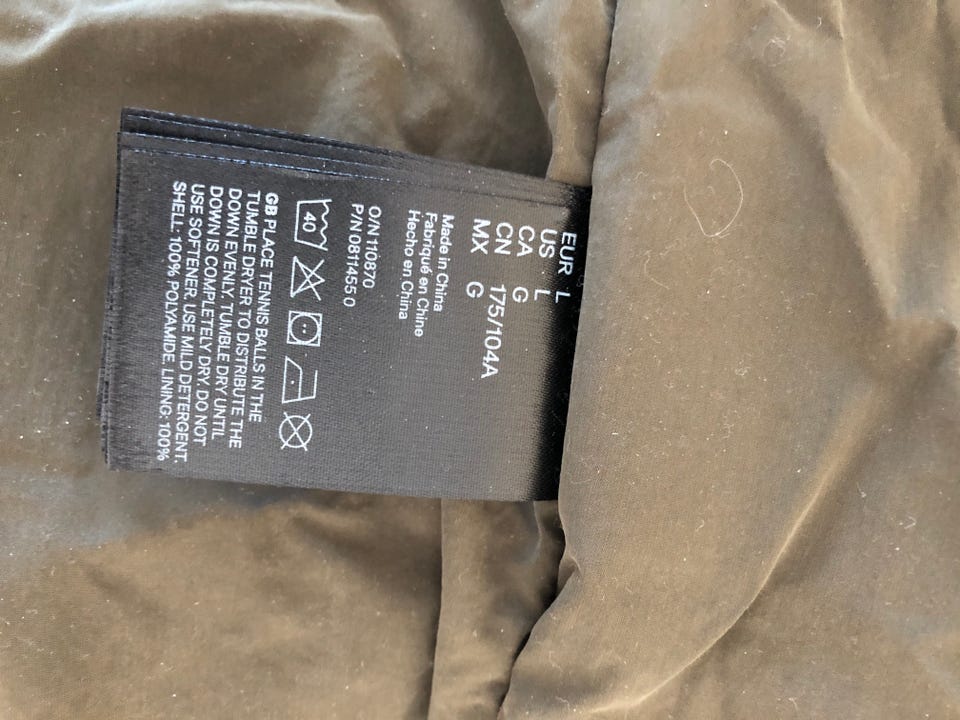 EUR L
US L
CA G
CN 175/104A
MX G
Made in China
Fabriqué en Chine
Hecho en China
O/N 110870
P/N 0811455 0
40
GB PLACE TENNIS BALLS IN THE
TUMBLE DRYER TO DISTRIBUTE THE
DOWN EVENLY. TUMBLE DRY UNTIL
DOWN IS COMPLETELY DRY. DO NOT
USE SOFTENER. USE MILD DETERGENT.
SHELL: 100% POLYAMIDE. LINING: 100%